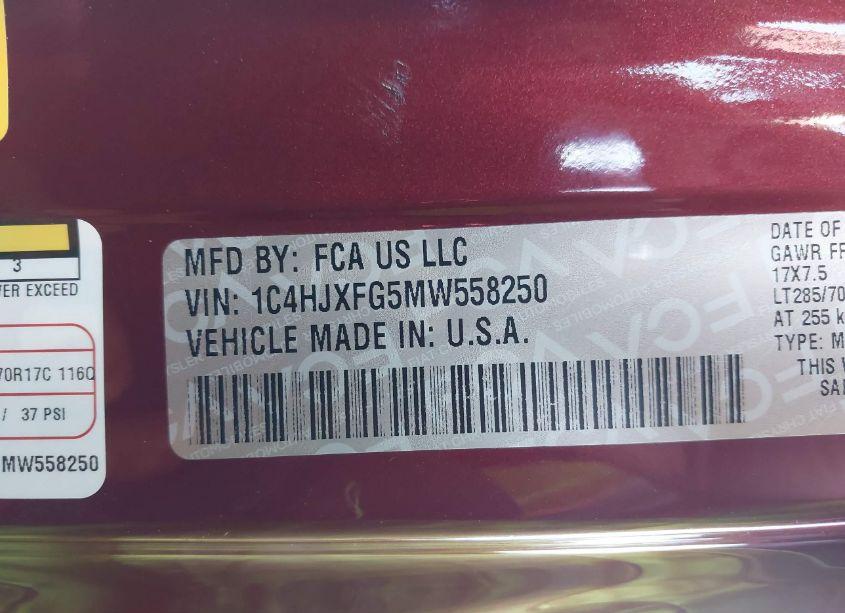 3
VER EXCEED
70R17C 116Q
/ 37 PSI
MW558250
MFD BY: FCA US LLC
VIN: 1C4HJXFG5MW558250
VEHICLE MADE IN: U.S.A.
DATE OF
GAWR FR
17X7.5
LT285/70
AT 255 k
TYPE: M
THIS V
SA